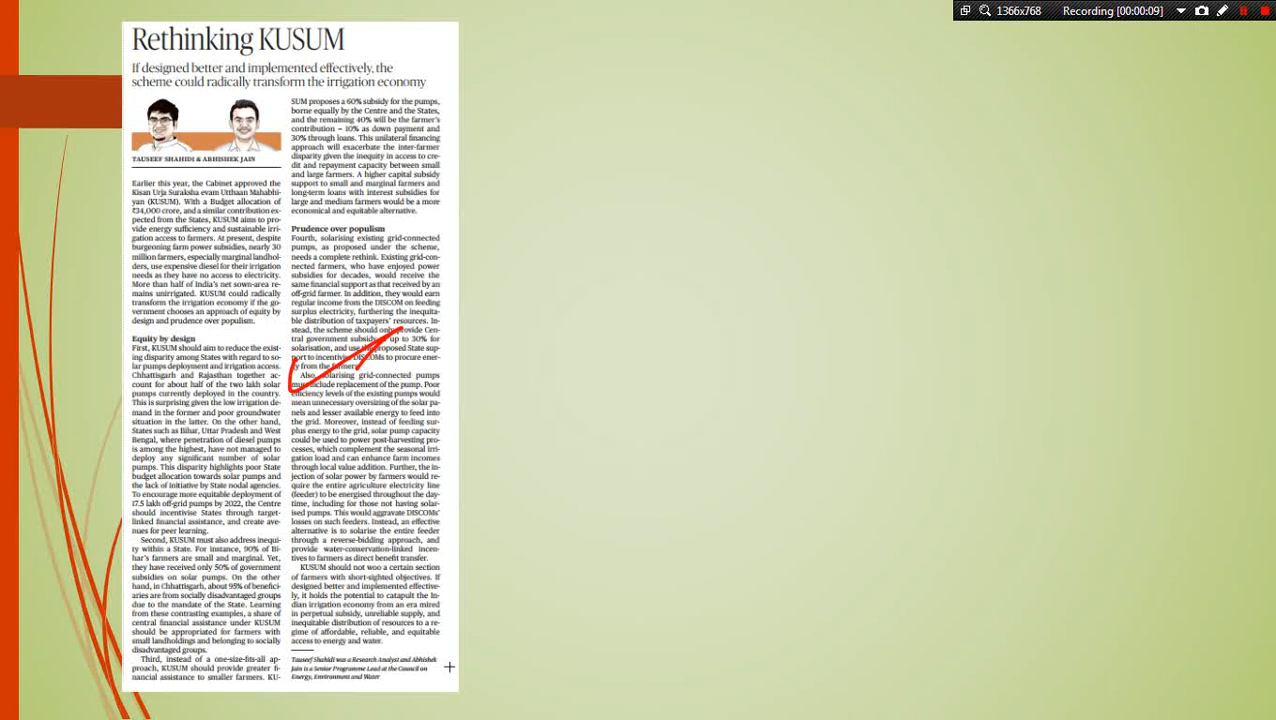 1366x768
Recording [00:00:09]
Rethinking KUSUM
If designed better and implemented effectively, the
scheme could radically transform the irrigation economy
TAUSEEF SHAHIDI & ABHISHEK JAIN
Earlier this year, the Cabinet approved the
Kisan Urja Suraksha evam Utthaan Mahabhi-
yan (KUSUM). With a Budget allocation of
₹34,000 crore, and a similar contribution ex-
pected from the States, KUSUM aims to pro-
vide energy sufficiency and sustainable irri-
gation access to farmers. At present, despite
burgeoning farm power subsidies, nearly 30
million farmers, especially marginal landhol-
ders, use expensive diesel for their irrigation
needs as they have no access to electricity.
More than half of India's net sown-area re-
mains unirrigated. KUSUM could radically
transform the irrigation economy if the go-
vernment chooses an approach of equity by
design and prudence over populism.
Equity by design
First, KUSUM should aim to reduce the exist-
ing disparity among States with regard to so-
lar pumps deployment and irrigation access.
Chhattisgarh and Rajasthan together ac-
count for about half of the two lakh solar
pumps currently deployed in the country.
This is surprising given the low irrigation de-
mand in the former and poor groundwater
situation in the latter. On the other hand,
States such as Bihar, Uttar Pradesh and West
Bengal, where penetration of diesel pumps
is among the highest, have not managed to
deploy any significant number of solar
pumps. This disparity highlights poor State
budget allocation towards solar pumps and
the lack of initiative by State nodal agencies.
To encourage more equitable deployment of
17.5 lakh off-grid pumps by 2022, the Centre
should incentivise States through target-
linked financial assistance, and create ave-
nues for peer learning.
Second, KUSUM must also address inequi-
ty within a State. For instance, 90% of Bi-
har's farmers are small and marginal. Yet,
they have received only 50% of government
subsidies on solar pumps. On the other
hand, in Chhattisgarh, about 95% of benefici-
aries are from socially disadvantaged groups
due to the mandate of the State. Learning
from these contrasting examples, a share of
central financial assistance under KUSUM
should be appropriated for farmers with
small landholdings and belonging to socially
disadvantaged groups.
Third, instead of a one-size-fits-all ap-
proach, KUSUM should provide greater fi-
nancial assistance to smaller farmers. KU-
SUM proposes a 60% subsidy for the pumps,
borne equally by the Centre and the States,
and the remaining 40% will be the farmer's
contribution – 10% as down payment and
30% through loans. This unilateral financing
approach will exacerbate the inter-farmer
disparity given the inequity in access to cre-
dit and repayment capacity between small
and large farmers. A higher capital subsidy
support to small and marginal farmers and
long-term loans with interest subsidies for
large and medium farmers would be a more
economical and equitable alternative.
Prudence over populism
Fourth, solarising existing grid-connected
pumps, as proposed under the scheme,
needs a complete rethink. Existing grid-con-
nected farmers, who have enjoyed power
subsidies for decades, would receive the
same financial support as that received by an
off-grid farmer. In addition, they would earn
regular income from the DISCOM on feeding
surplus electricity, furthering the inequita-
ble distribution of taxpayers' resources. In-
stead, the scheme should only provide Cen-
tral government subsidy of up to 30% for
solarisation, and use the proposed State sup-
port to incentivise DISCOMs to procure ener-
gy from the farmers.
Also, solarising grid-connected pumps
must include replacement of the pump. Poor
efficiency levels of the existing pumps would
mean unnecessary oversizing of the solar pa-
nels and lesser available energy to feed into
the grid. Moreover, instead of feeding sur-
plus energy to the grid, solar pump capacity
could be used to power post-harvesting pro-
cesses, which complement the seasonal irri-
gation load and can enhance farm incomes
through local value addition. Further, the in-
jection of solar power by farmers would re-
quire the entire agriculture electricity line
(feeder) to be energised throughout the day-
time, including for those not having solar-
ised pumps. This would aggravate DISCOMs'
losses on such feeders. Instead, an effective
alternative is to solarise the entire feeder
through a reverse-bidding approach, and
provide water-conservation-linked incen-
tives to farmers as direct benefit transfer.
KUSUM should not woo a certain section
of farmers with short-sighted objectives. If
designed better and implemented effective-
ly, it holds the potential to catapult the In-
dian irrigation economy from an era mired
in perpetual subsidy, unreliable supply, and
inequitable distribution of resources to a re-
gime of affordable, reliable, and equitable
access to energy and water.
Tauseef Shahidi was a Research Analyst and Abhishek
Jain is a Senior Programme Lead at the Council on
Energy, Environment and Water